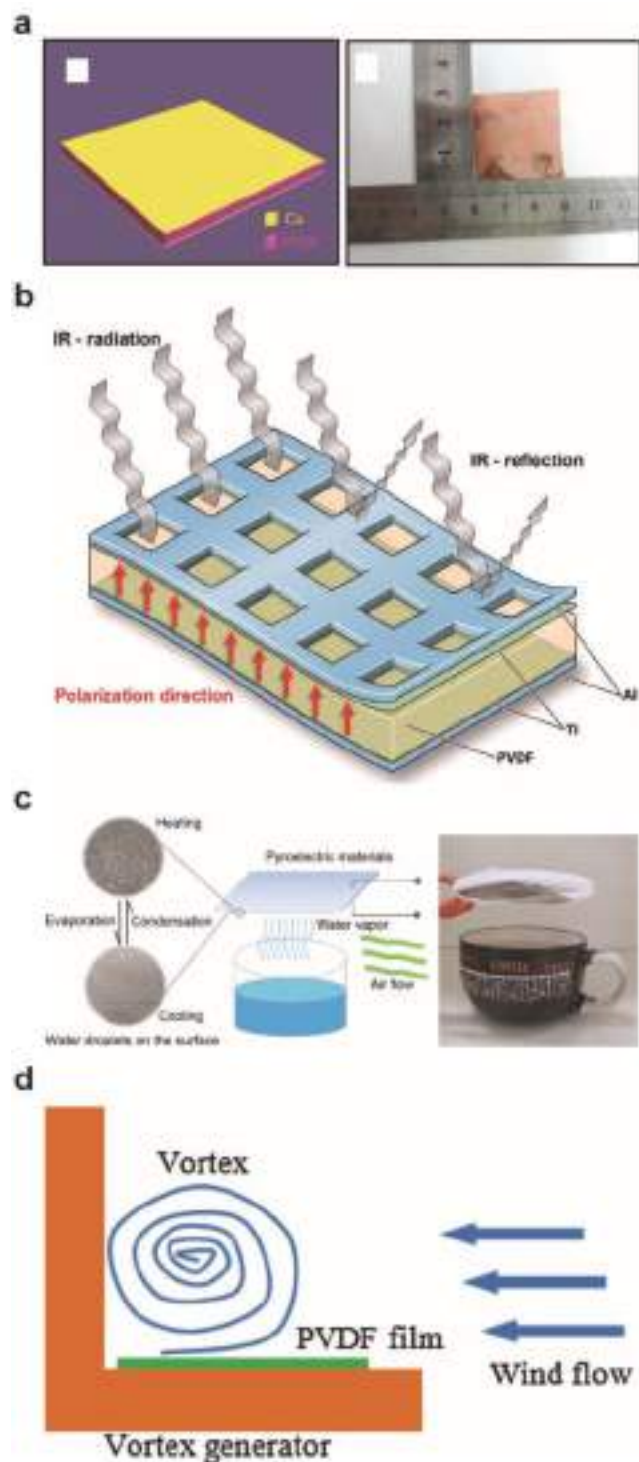 a
Cu
b
IR - radiation
IR - reflection
Polarization direction
Al
Ti
PVDF
c
Heating
Pyroelectric materials
Evaporation
Condensation
Water vapor
Air flow
Cooling
Water droplets on the surface
d
Vortex
PVDF film
Wind flow
Vortex generator